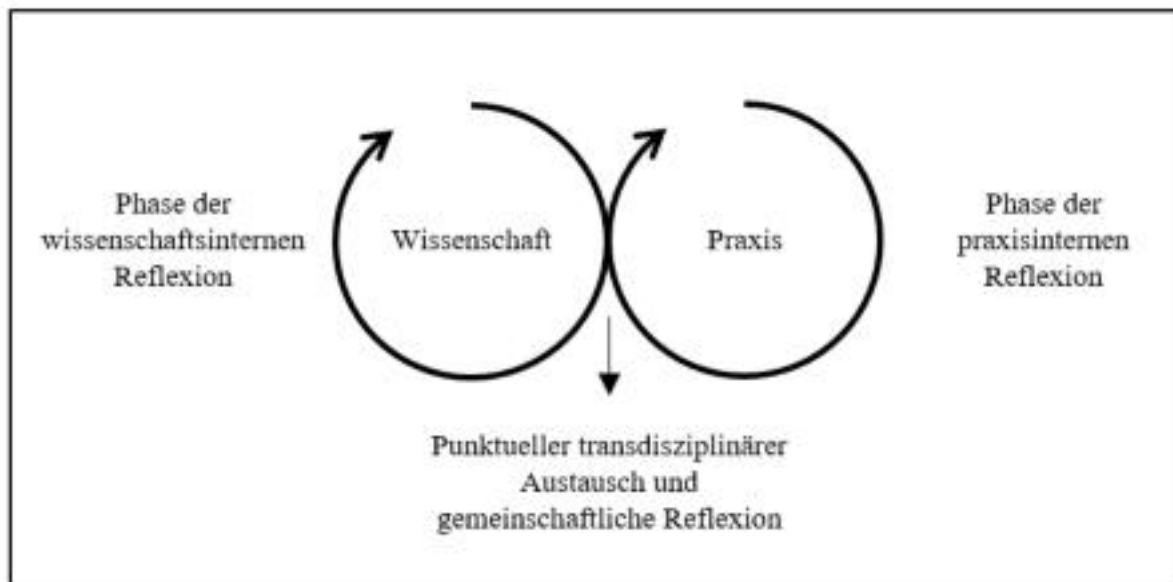 Phase der
wissenschaftsinternen
Reflexion
Wissenschaft
Praxis
Phase der
praxisinternen
Reflexion
Punktueller transdisziplinärer
Austausch und
gemeinschaftliche Reflexion